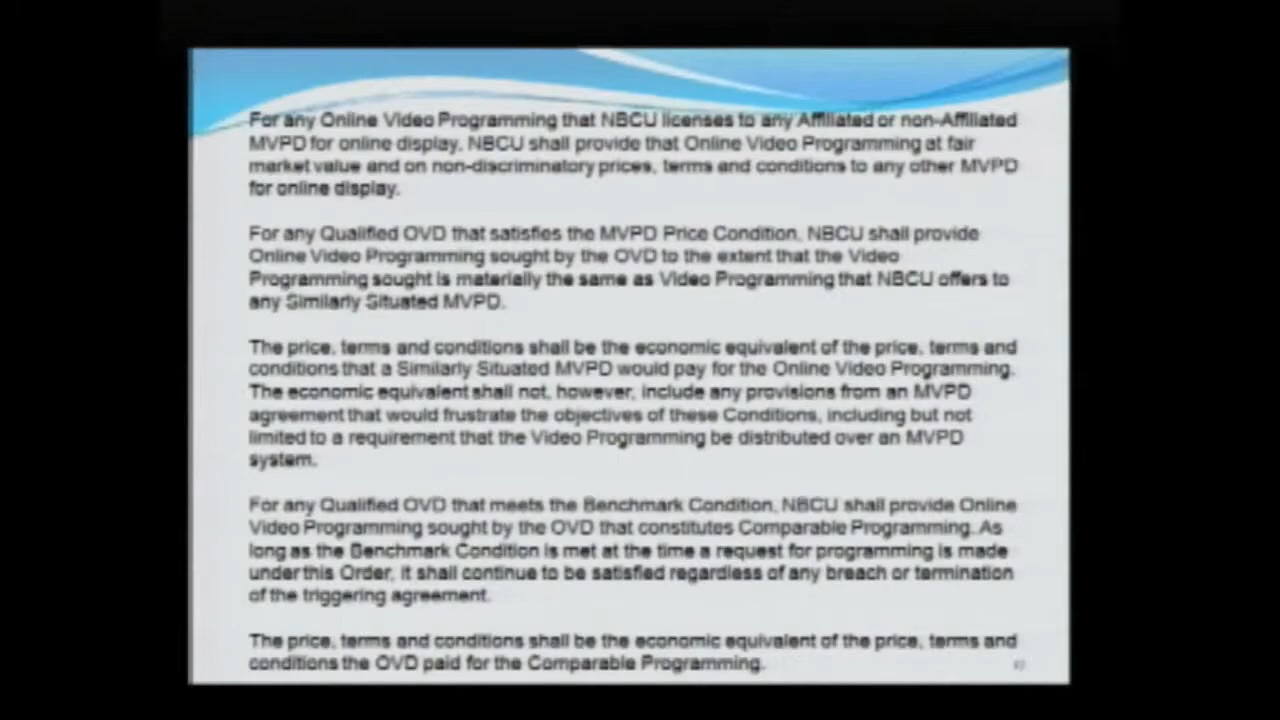 For any Online Video Programming that NBCU licenses to any Affiliated or non-Affiliated
MVPD for online display, NBCU shall provide that Online Video Programming at fair
market value and on non-discriminatory prices, terms and conditions to any other MVPD
for online display.
For any Qualified OVD that satisfies the MVPD Price Condition, NBCU shall provide
Online Video Programming sought by the OVD to the extent that the Video
Programming sought is materially the same as Video Programming that NBCU offers to
any Similarly Situated MVPD.
The price, terms and conditions shall be the economic equivalent of the price, terms and
conditions that a Similarly Situated MVPD would pay for the Online Video Programming.
The economic equivalent shall not, however, include any provisions from an MVPD
agreement that would frustrate the objectives of these Conditions, including but not
limited to a requirement that the Video Programming be distributed over an MVPD
system.
For any Qualified OVD that meets the Benchmark Condition, NBCU shall provide Online
Video Programming sought by the OVD that constitutes Comparable Programming. As
long as the Benchmark Condition is met at the time a request for programming is made
under this Order, it shall continue to be satisfied regardless of any breach or termination
of the triggering agreement.
The price, terms and conditions shall be the economic equivalent of the price, terms and
conditions the OVD paid for the Comparable Programming.